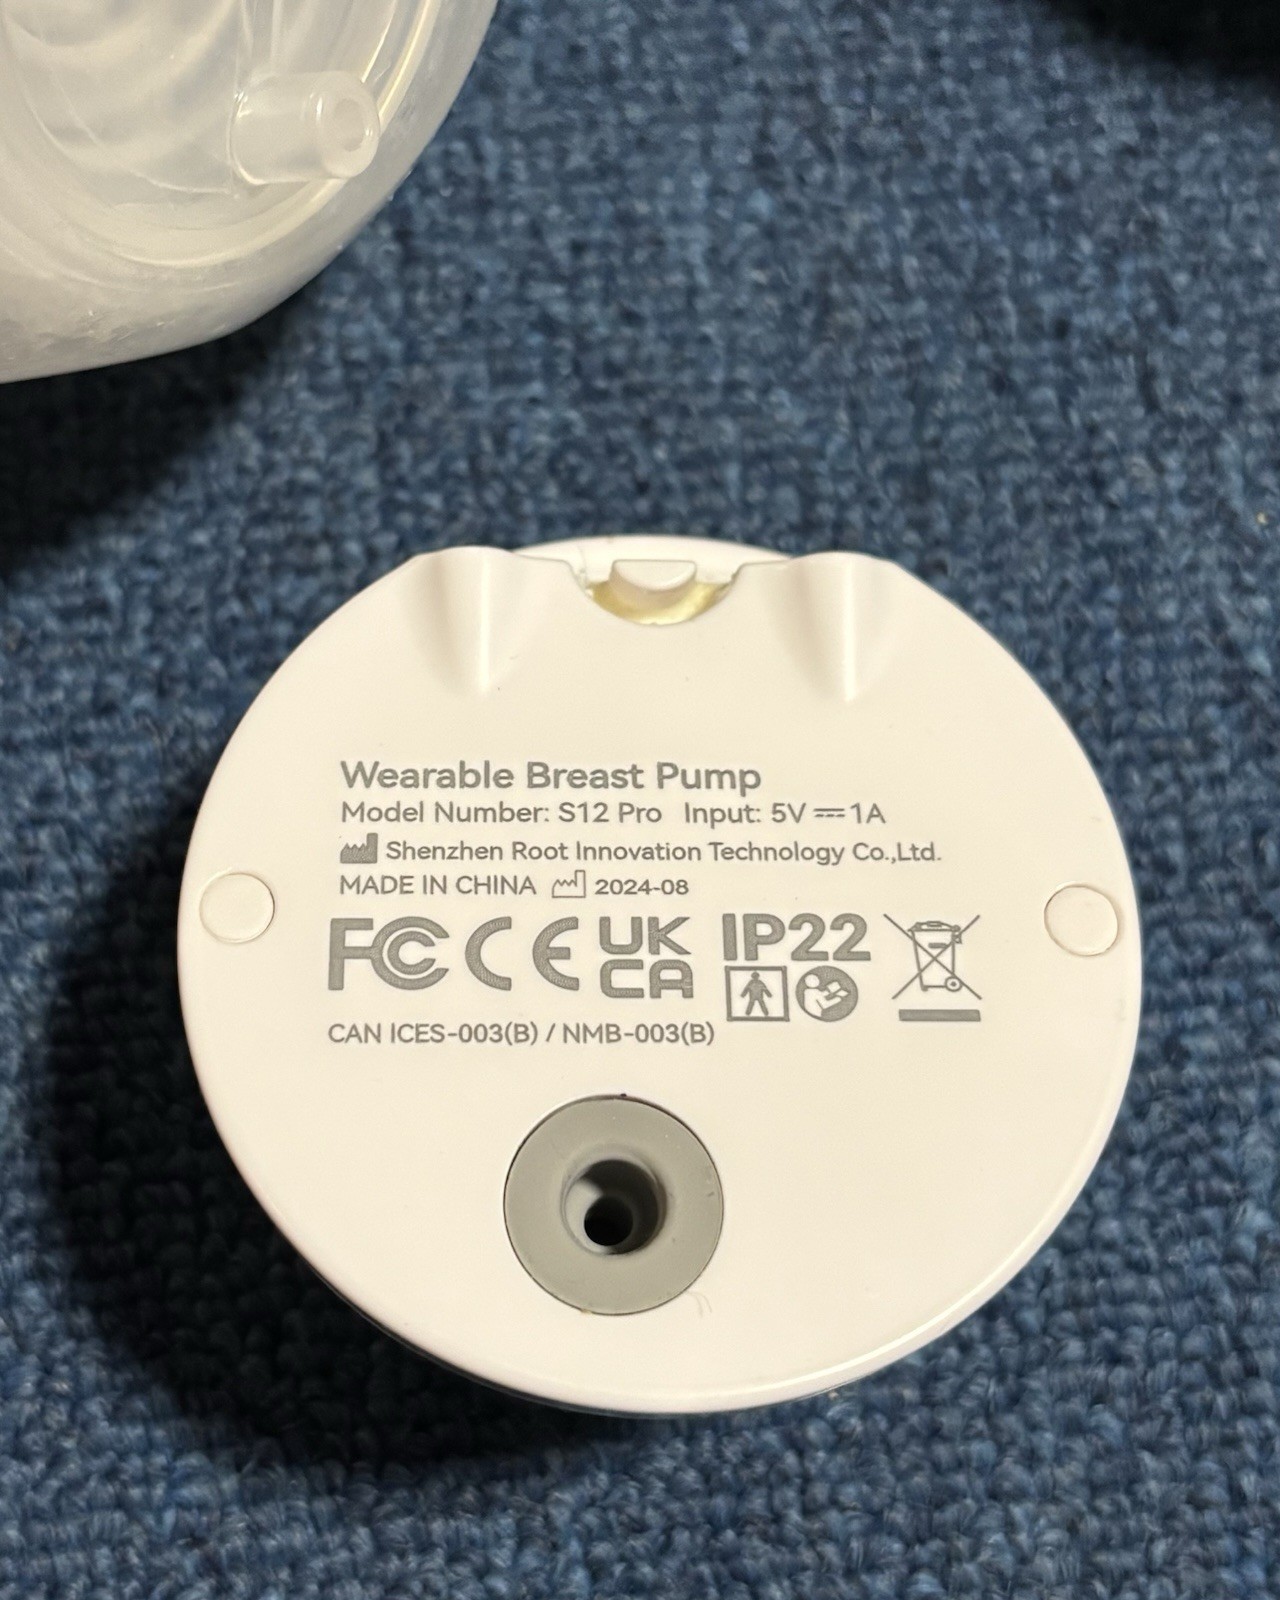 Wearable Breast Pump
Model Number: S12 Pro Input: 5V ⎓ 1A
Shenzhen Root Innovation Technology Co.,Ltd.
MADE IN CHINA 2024-08
FC CE UK CA IP22
CAN ICES-003(B) / NMB-003(B)